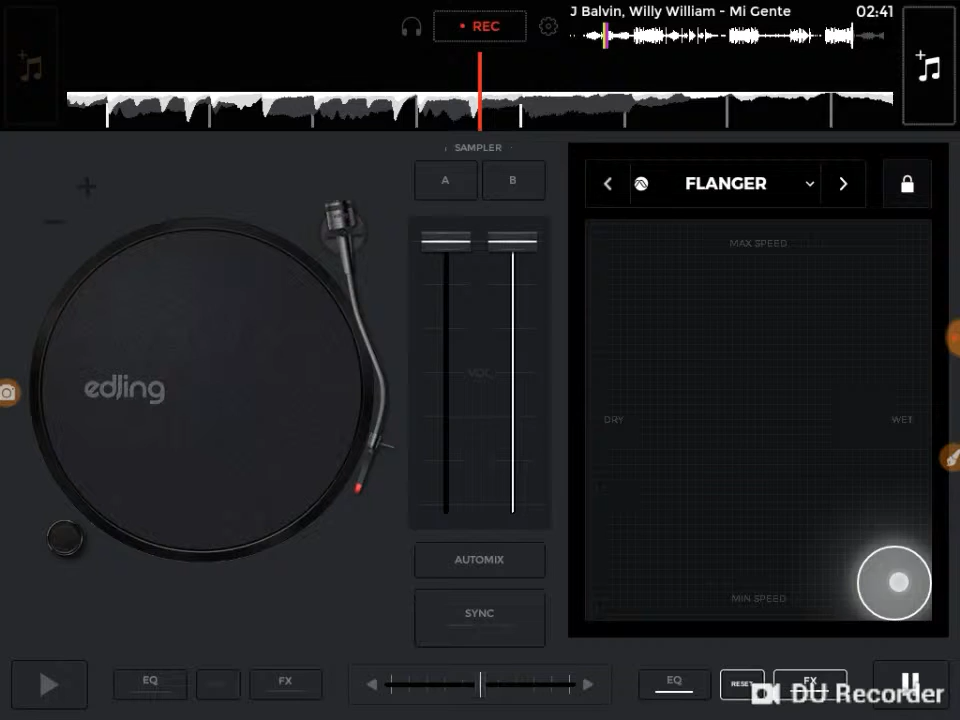 J Balvin, Willy William - Mi Gente
02:41
REC
SAMPLER
A
B
FLANGER
MAX SPEED
edjing
VOL
DRY
WET
AUTOMIX
MIN SPEED
SYNC
EQ
FX
EQ
RESET
FX
DU Recorder